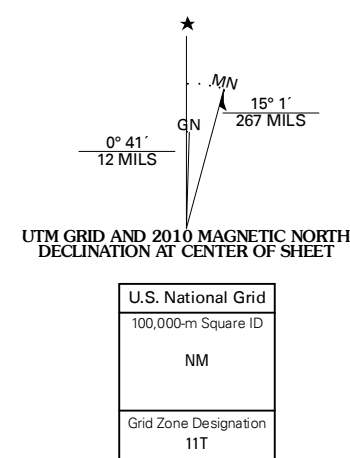 MN
GN
15° 1´
267 MILS
0° 41´
12 MILS
UTM GRID AND 2010 MAGNETIC NORTH
DECLINATION AT CENTER OF SHEET
U.S. National Grid
100,000-m Square ID
NM
Grid Zone Designation
11T